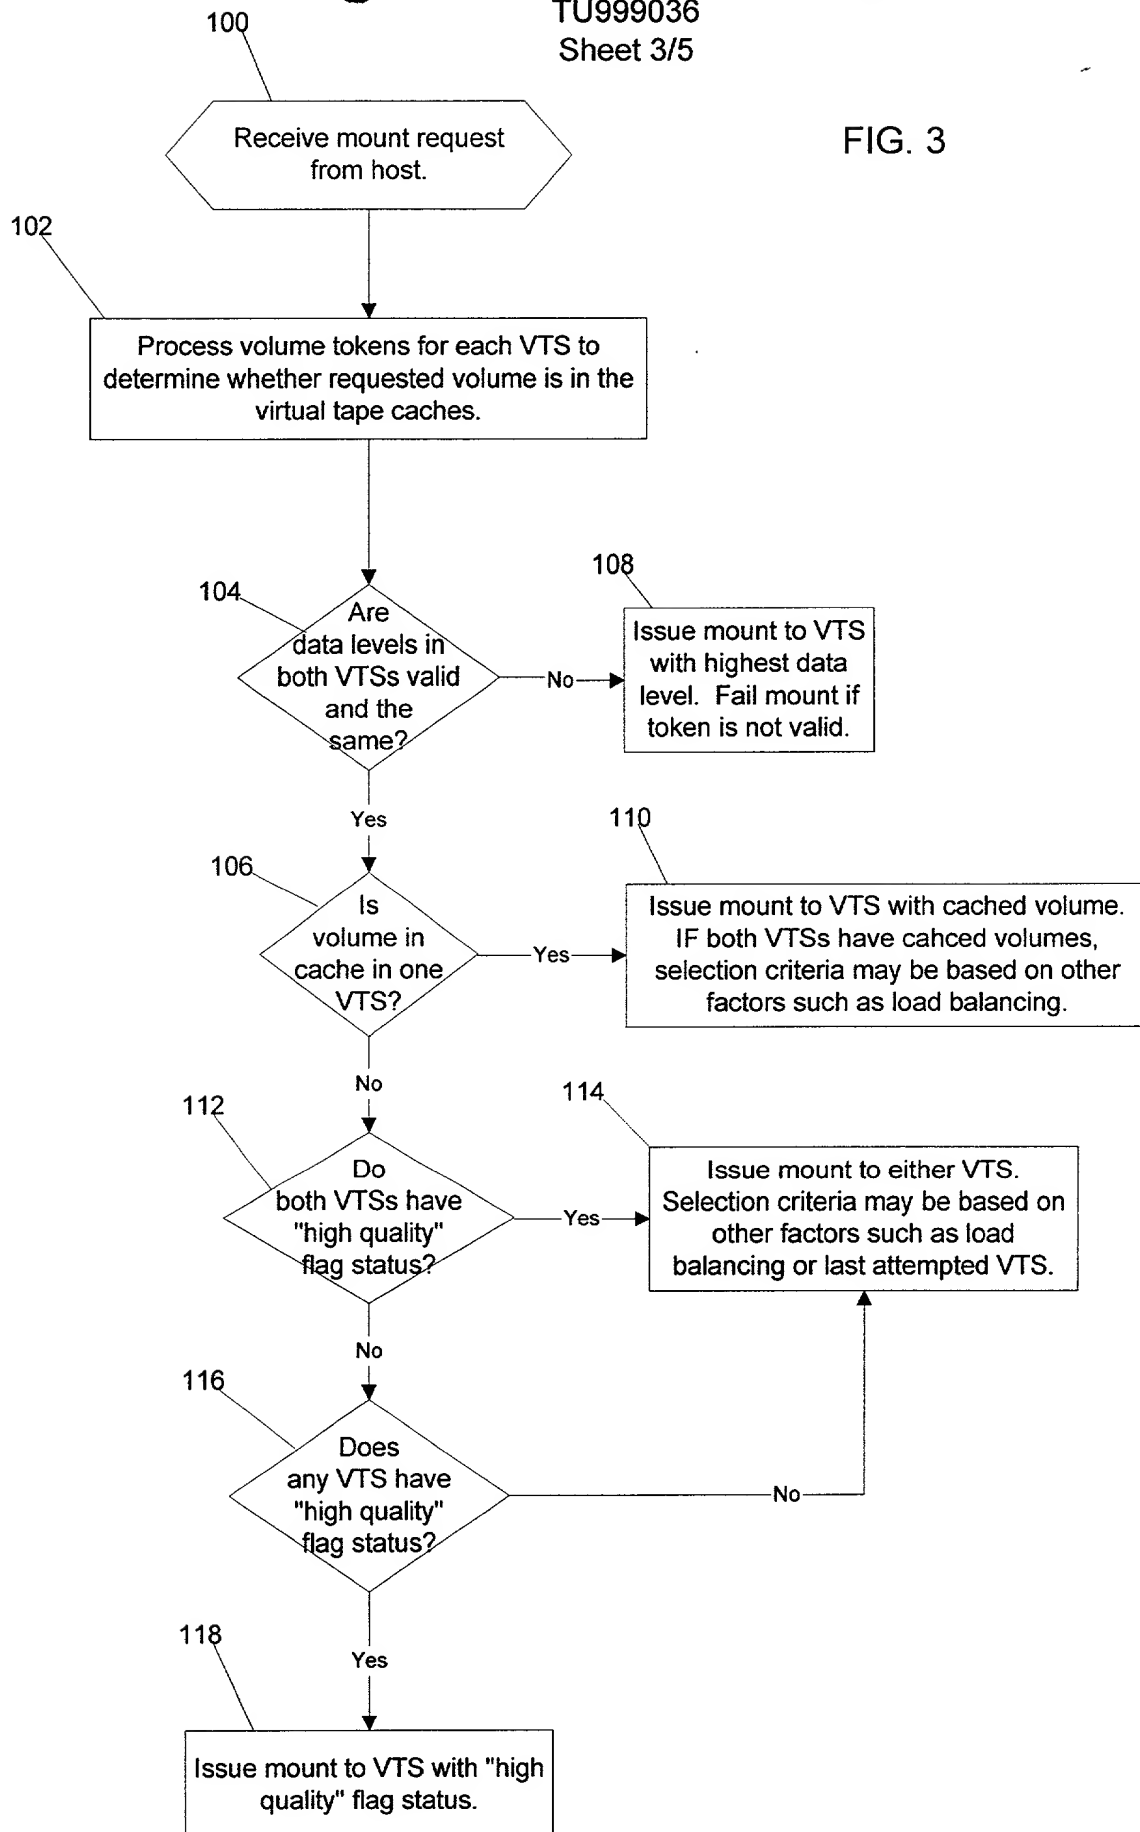 TU999036
Sheet 3/5
FIG. 3
100
Receive mount request
from host.
102
Process volume tokens for each VTS to
determine whether requested volume is in the
virtual tape caches.
104
Are
data levels in
both VTSs valid
and the
same?
No
108
Issue mount to VTS
with highest data
level. Fail mount if
token is not valid.
Yes
106
Is
volume in
cache in one
VTS?
Yes
110
Issue mount to VTS with cached volume.
IF both VTSs have cahced volumes,
selection criteria may be based on other
factors such as load balancing.
No
112
Do
both VTSs have
"high quality"
flag status?
Yes
114
Issue mount to either VTS.
Selection criteria may be based on
other factors such as load
balancing or last attempted VTS.
No
116
Does
any VTS have
"high quality"
flag status?
No
Yes
118
Issue mount to VTS with "high
quality" flag status.